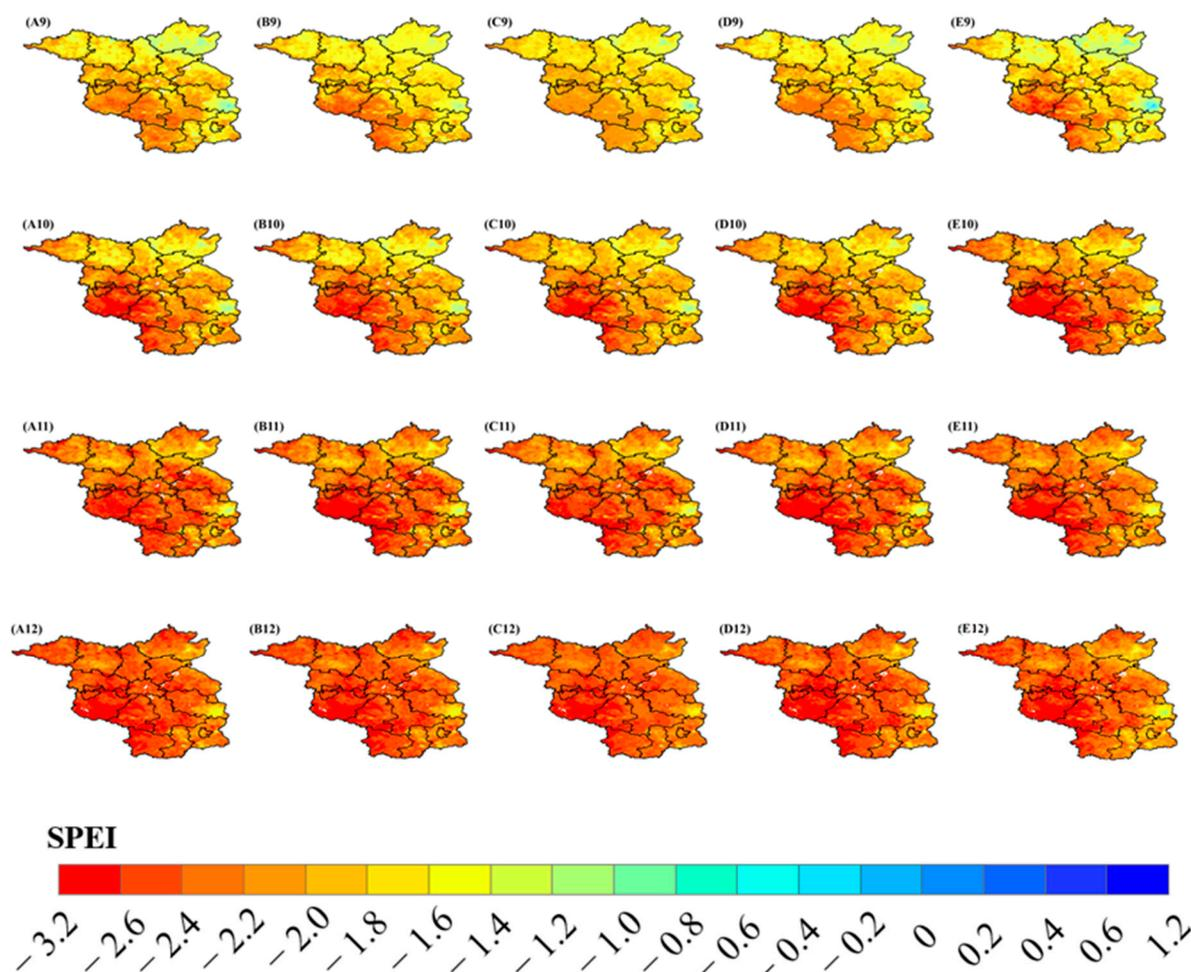 (A9) (B9) (C9) (D9) (E9)
(A10) (B10) (C10) (D10) (E10)
(A11) (B11) (C11) (D11) (E11)
(A12) (B12) (C12) (D12) (E12)
SPEI
−3.2 −2.6 −2.4 −2.2 −2.0 −1.8 −1.6 −1.4 −1.2 −1.0 −0.8 −0.6 −0.4 −0.2 0 0.2 0.4 0.6 1.2